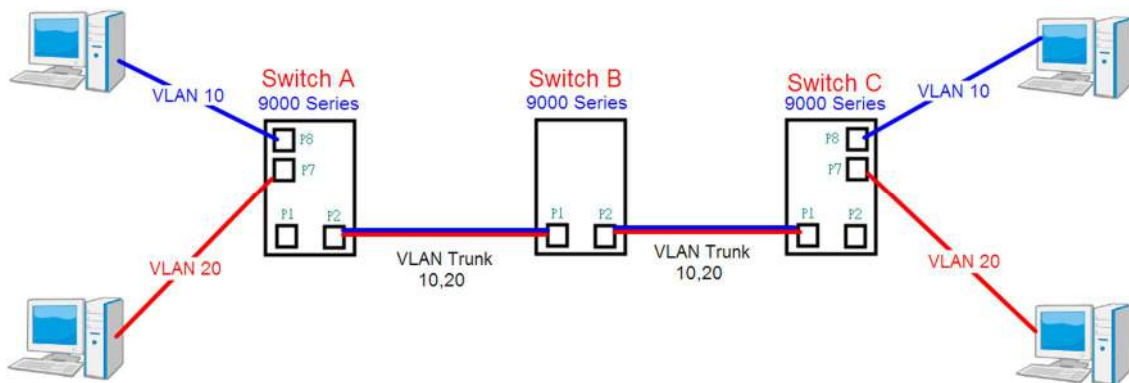 Switch A
9000 Series
Switch B
9000 Series
Switch C
9000 Series
VLAN 10
VLAN 10
P8
P7
P1
P2
P1
P2
P8
P7
P1
P2
VLAN 20
VLAN Trunk
10,20
VLAN Trunk
10,20
VLAN 20